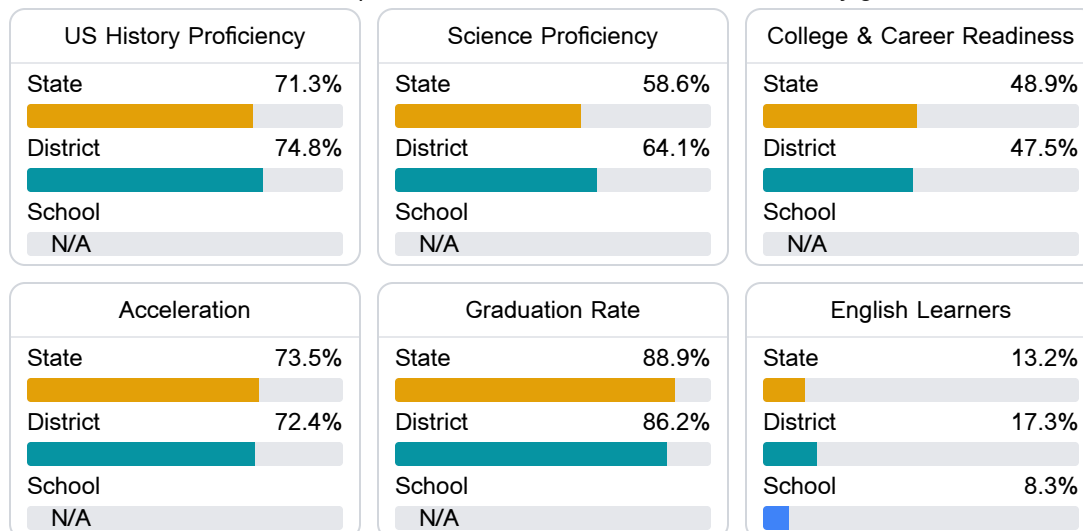 US History Proficiency
State 71.3%
District 74.8%
School
N/A
Science Proficiency
State 58.6%
District 64.1%
School
N/A
College & Career Readiness
State 48.9%
District 47.5%
School
N/A
Acceleration
State 73.5%
District 72.4%
School
N/A
Graduation Rate
State 88.9%
District 86.2%
School
N/A
English Learners
State 13.2%
District 17.3%
School 8.3%